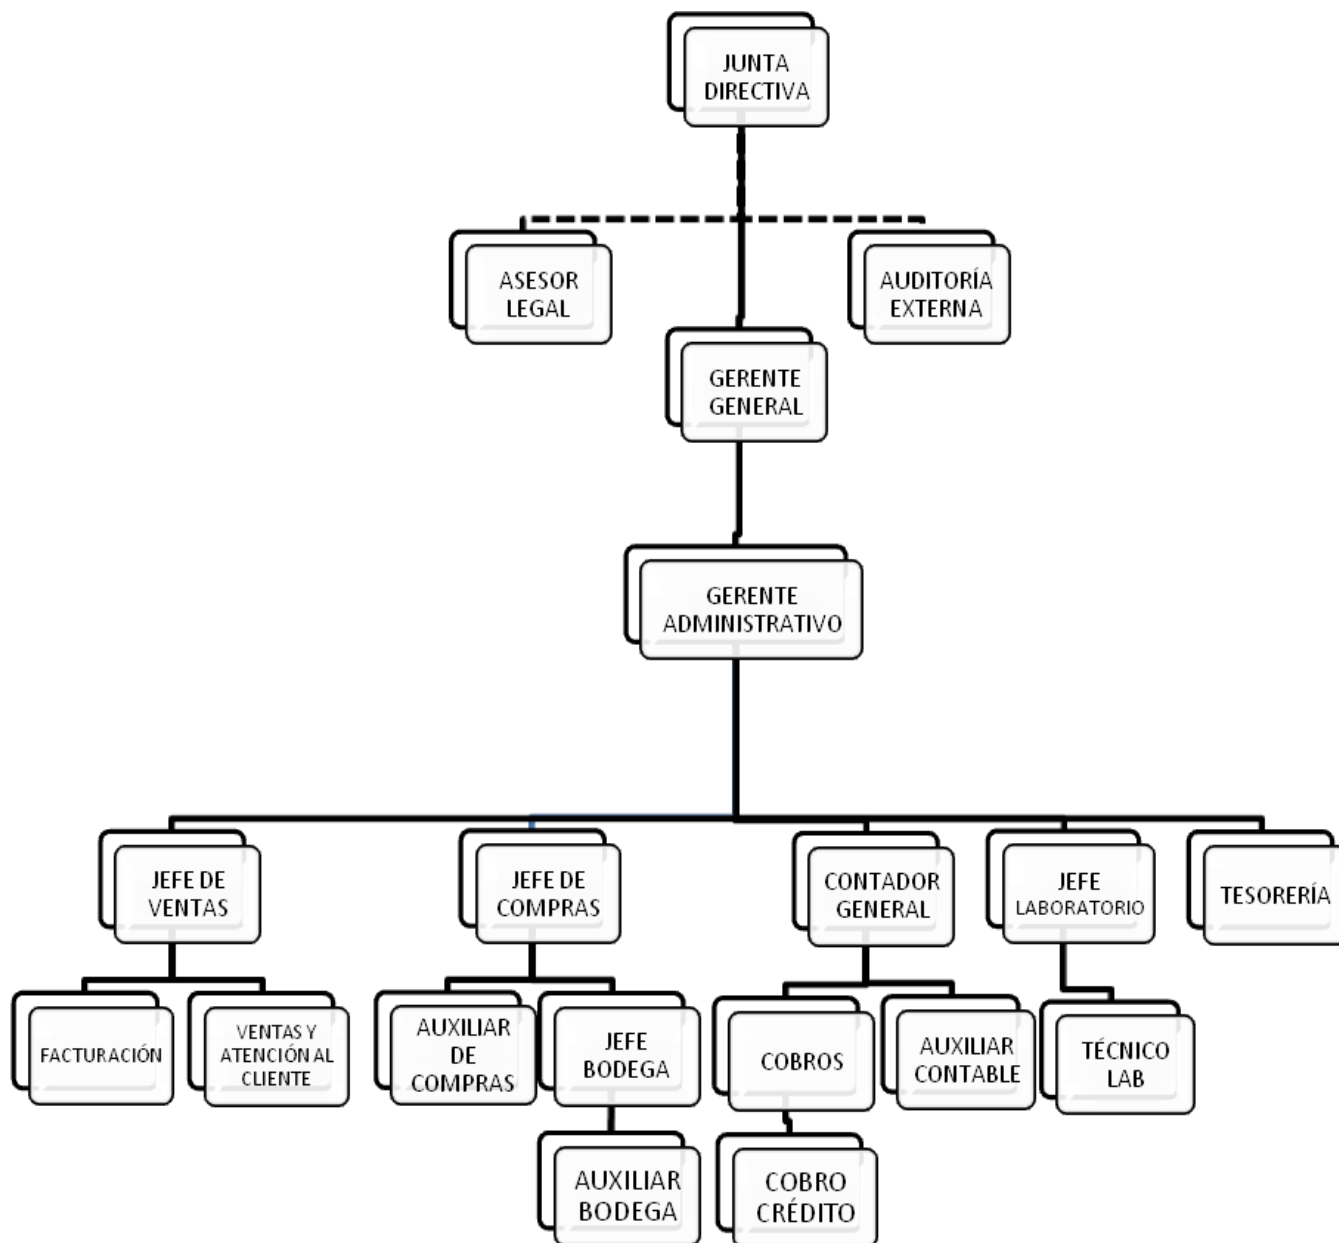 JUNTA
DIRECTIVA
ASESOR
LEGAL
AUDITORÍA
EXTERNA
GERENTE
GENERAL
GERENTE
ADMINISTRATIVO
JEFE DE
VENTAS
JEFE DE
COMPRAS
CONTADOR
GENERAL
JEFE
LABORATORIO
TESORERÍA
FACTURACIÓN
VENTAS Y
ATENCIÓN AL
CLIENTE
AUXILIAR
DE
COMPRAS
JEFE
BODEGA
COBROS
AUXILIAR
CONTABLE
TÉCNICO
LAB
AUXILIAR
BODEGA
COBRO
CRÉDITO